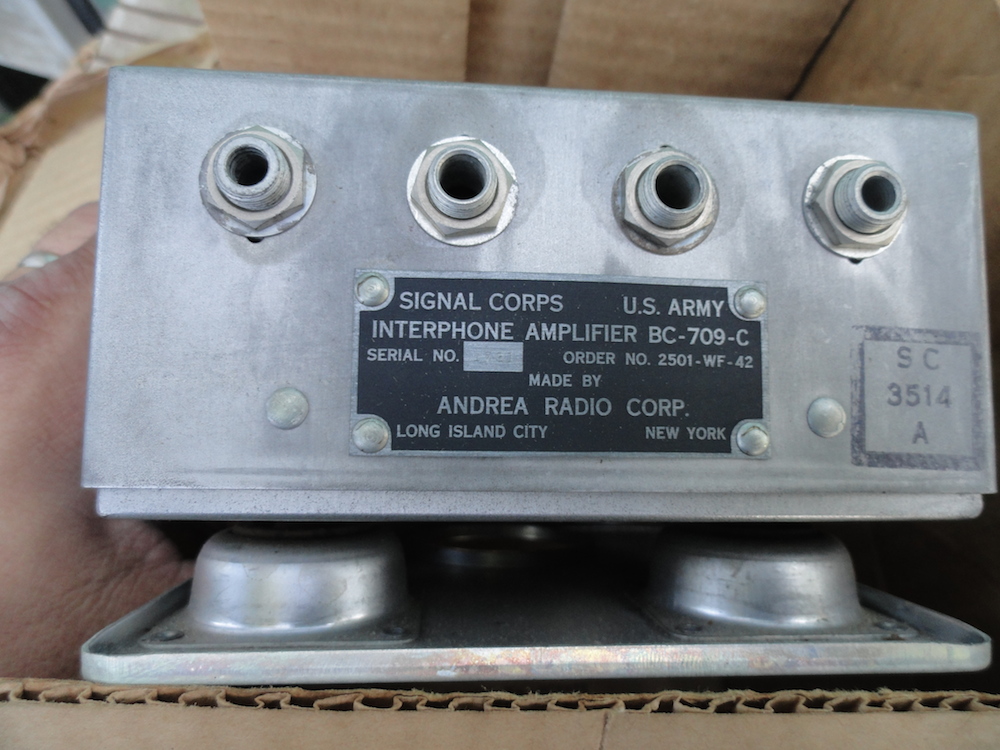 SIGNAL CORPS U.S. ARMY
INTERPHONE AMPLIFIER BC-709-C
SERIAL NO. ORDER NO. 2501-WF-42
MADE BY
ANDREA RADIO CORP.
LONG ISLAND CITY NEW YORK
SC
3514
A